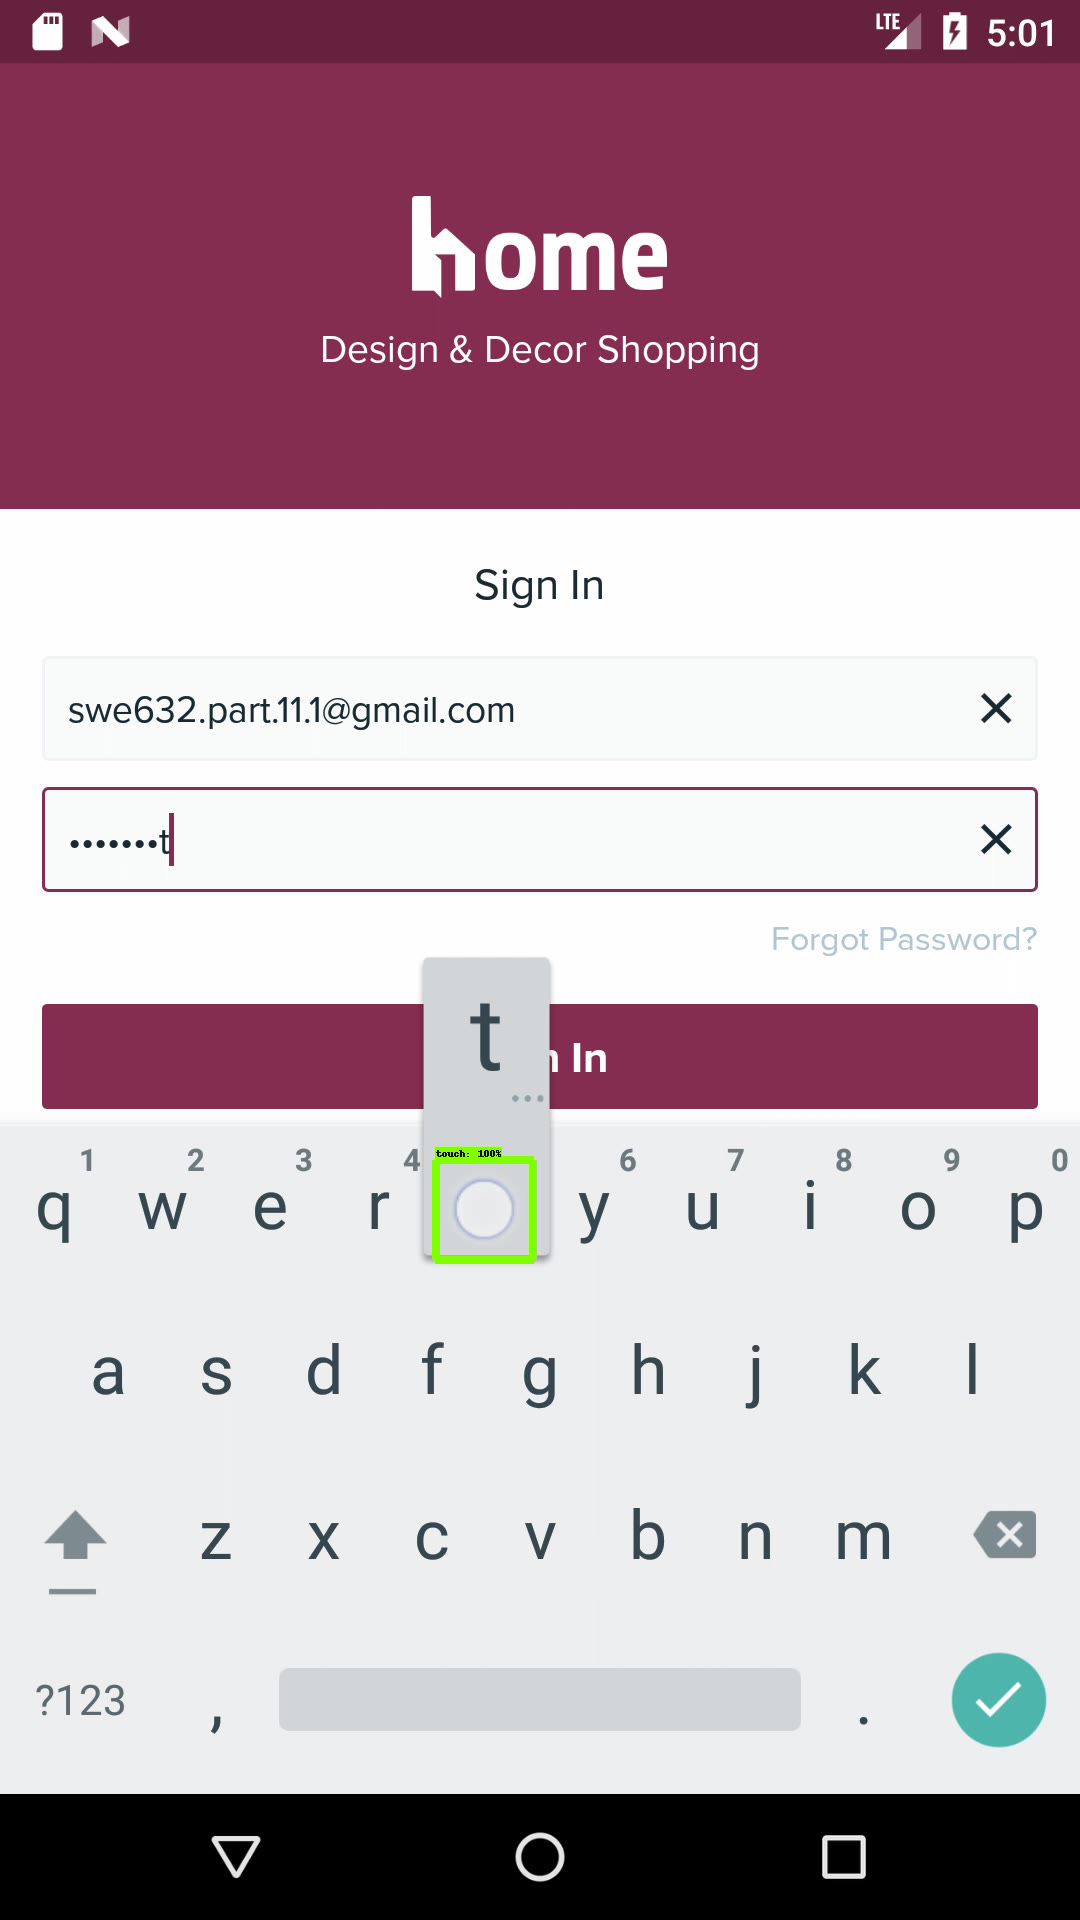 LTE 5:01
home
Design & Decor Shopping
Sign In
swe632.part.11.1@gmail.com
•••••••t
Forgot Password?
t
n In
...
touch: 100%
1 2 3 4 6 7 8 9 0
q w e r y u i o p
a s d f g h j k l
z x c v b n m
?123 , .